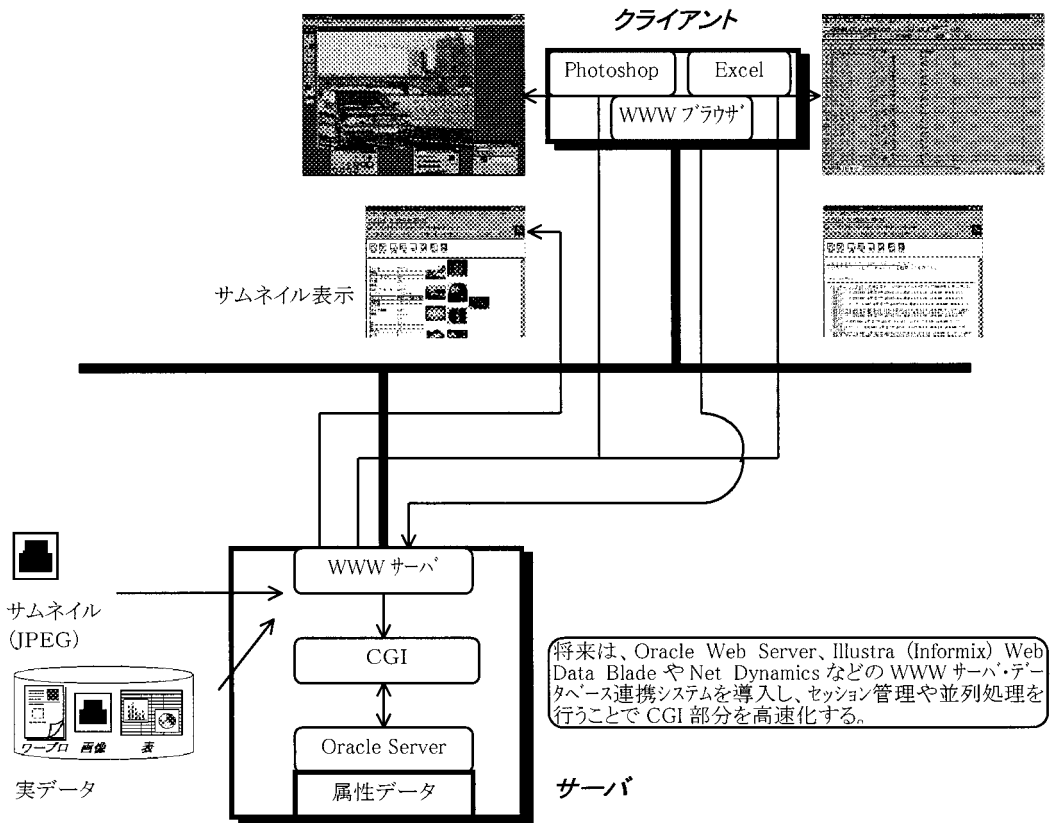 クライアント
Photoshop
Excel
WWW ブラウザ
サムネイル表示
サムネイル
(JPEG)
ワープロ 画像 表
実データ
WWW サーバ
CGI
Oracle Server
属性データ
サーバ
将来は、Oracle Web Server、Illustra (Informix) Web
Data Blade や Net Dynamics などの WWW サーバ・デー
タベース連携システムを導入し、セッション管理や並列処理を
行うことで CGI 部分を高速化する。